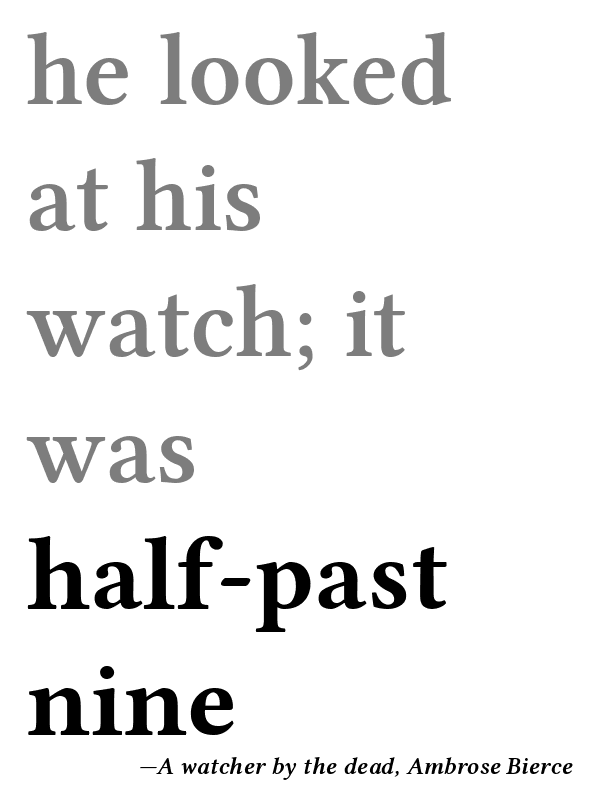 he looked
at his
watch; it
was
half-past
nine
—A watcher by the dead, Ambrose Bierce